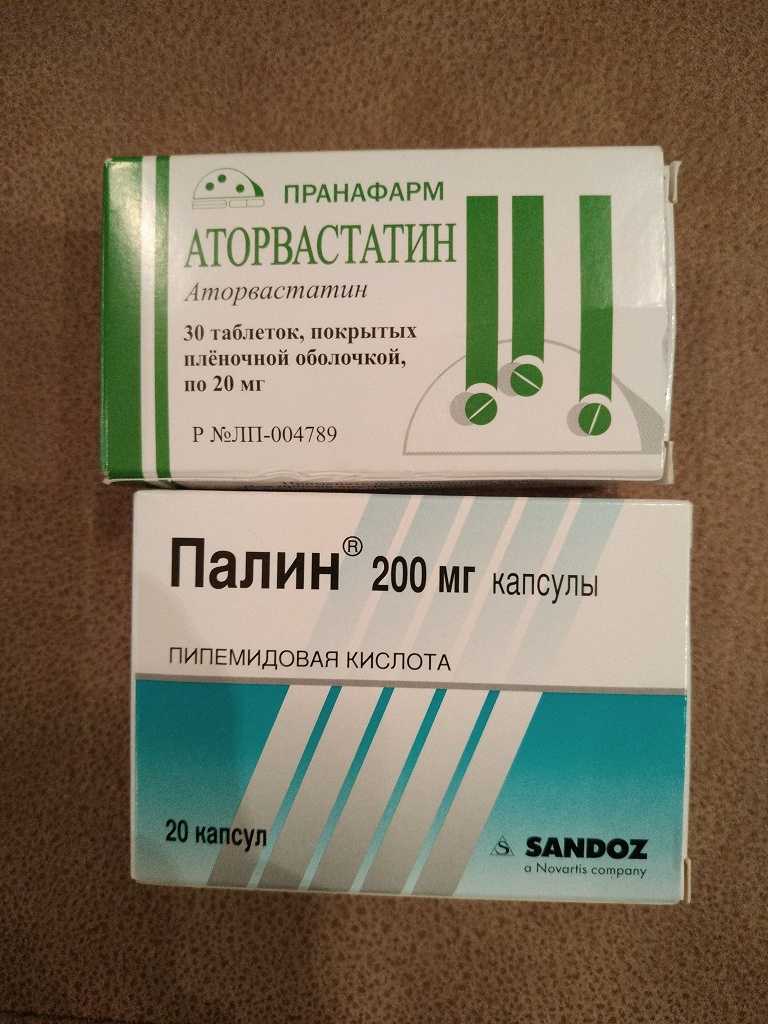 ПРАНАФАРМ
АТОРВАСТАТИН
Аторвастатин
30 таблеток, покрытых
плёночной оболочкой,
по 20 мг
Р №ЛП-004789
Палин® 200 мг капсулы
ПИПЕМИДОВАЯ КИСЛОТА
20 капсул
S SANDOZ
a Novartis company